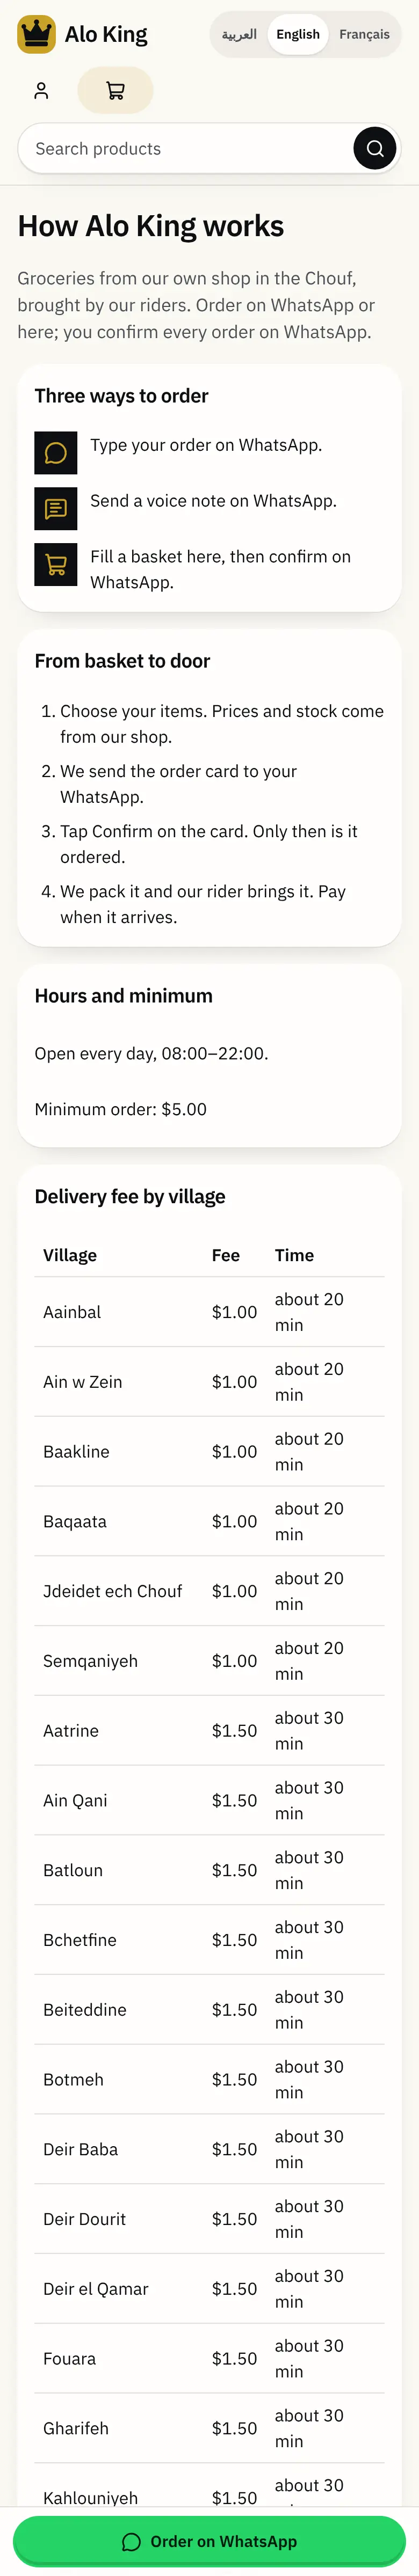 Alo King
العربية
English
Français
Search products
How Alo King works
Groceries from our own shop in the Chouf,
brought by our riders. Order on WhatsApp or
here; you confirm every order on WhatsApp.
Three ways to order
Type your order on WhatsApp.
Send a voice note on WhatsApp.
Fill a basket here, then confirm on
WhatsApp.
From basket to door
1. Choose your items. Prices and stock come
from our shop.
2. We send the order card to your
WhatsApp.
3. Tap Confirm on the card. Only then is it
ordered.
4. We pack it and our rider brings it. Pay
when it arrives.
Hours and minimum
Open every day, 08:00–22:00.
Minimum order: $5.00
Delivery fee by village
Village Fee Time
Aainbal $1.00 about 20
min
Ain w Zein $1.00 about 20
min
Baakline $1.00 about 20
min
Baqaata $1.00 about 20
min
Jdeidet ech Chouf $1.00 about 20
min
Semqaniyeh $1.00 about 20
min
Aatrine $1.50 about 30
min
Ain Qani $1.50 about 30
min
Batloun $1.50 about 30
min
Bchetfine $1.50 about 30
min
Beiteddine $1.50 about 30
min
Botmeh $1.50 about 30
min
Deir Baba $1.50 about 30
min
Deir Dourit $1.50 about 30
min
Deir el Qamar $1.50 about 30
min
Fouara $1.50 about 30
min
Gharifeh $1.50 about 30
min
Kahlouniyeh $1.50 about 30
Order on WhatsApp